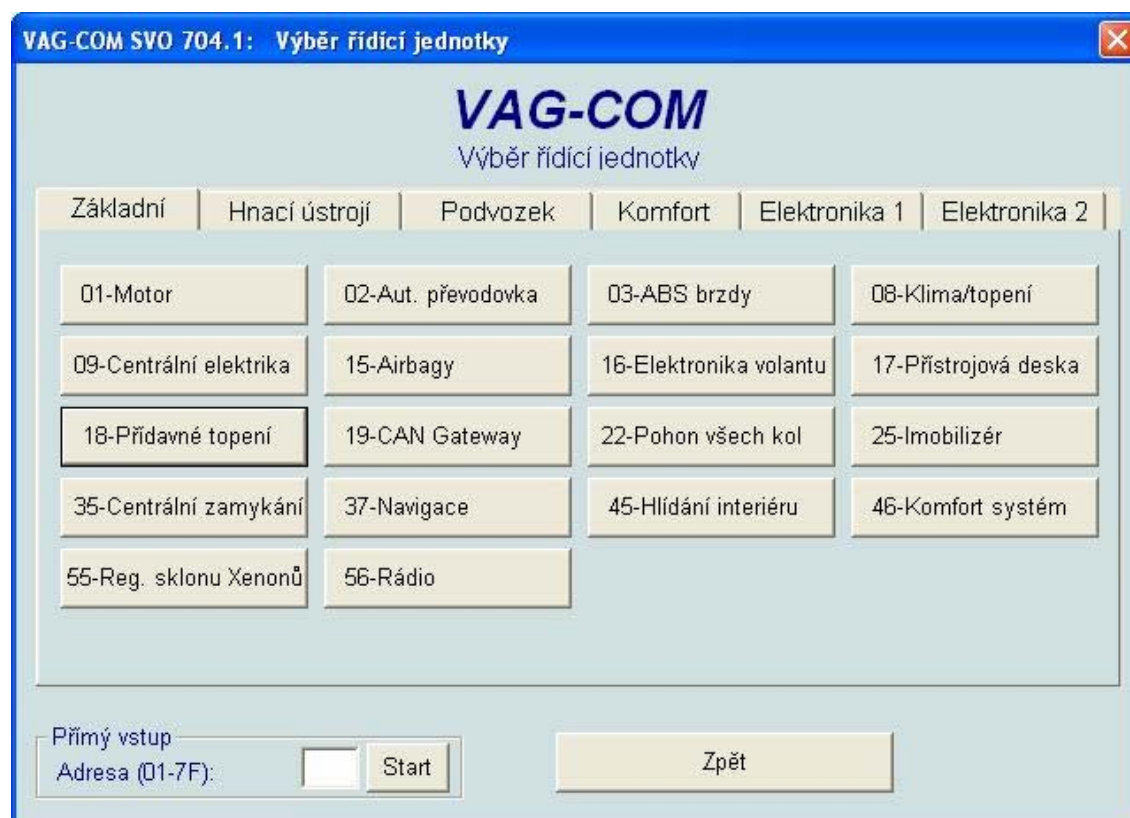 VAG-COM SVO 704.1: Výběr řídící jednotky
VAG-COM
Výběr řídící jednotky
Základní
Hnací ústrojí
Podvozek
Komfort
Elektronika 1
Elektronika 2
01-Motor
02-Aut. převodovka
03-ABS brzdy
08-Klima/topení
09-Centrální elektrika
15-Airbagy
16-Elektronika volantu
17-Přístrojová deska
18-Přídavné topení
19-CAN Gateway
22-Pohon všech kol
25-Imobilizér
35-Centrální zamykání
37-Navigace
45-Hlídání interiéru
46-Komfort systém
55-Reg. sklonu Xenonů
56-Rádio
Přímý vstup
Adresa (01-7F):
Start
Zpět